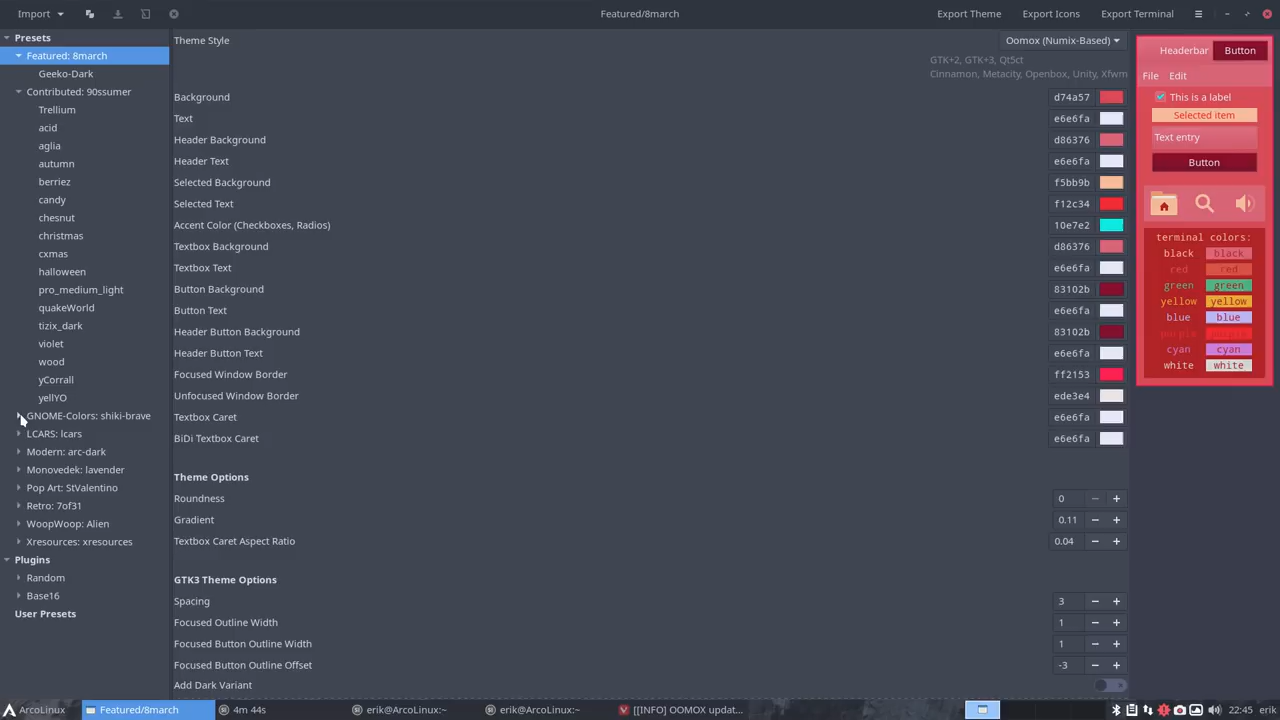 Import
Featured/8march
Export Theme
Export Icons
Export Terminal
Presets
Featured: 8march
Geeko-Dark
Contributed: 90ssumer
Trellium
acid
aglia
autumn
berriez
candy
chesnut
christmas
cxmas
halloween
pro_medium_light
quakeWorld
tizix_dark
violet
wood
yCorrall
yellYO
GNOME-Colors: shiki-brave
LCARS: lcars
Modern: arc-dark
Monovedek: lavender
Pop Art: StValentino
Retro: 7of31
WoopWoop: Alien
Xresources: xresources
Plugins
Random
Base16
User Presets
Theme Style Oomox (Numix-Based)
GTK+2, GTK+3, Qt5ct
Cinnamon, Metacity, Openbox, Unity, Xfwm
Background d74a57
Text e6e6fa
Header Background d86376
Header Text e6e6fa
Selected Background f5bb9b
Selected Text f12c34
Accent Color (Checkboxes, Radios) 10e7e2
Textbox Background d86376
Textbox Text e6e6fa
Button Background 83102b
Button Text e6e6fa
Header Button Background 83102b
Header Button Text e6e6fa
Focused Window Border ff2153
Unfocused Window Border ede3e4
Textbox Caret e6e6fa
BiDi Textbox Caret e6e6fa
Theme Options
Roundness 0 − +
Gradient 0.11 − +
Textbox Caret Aspect Ratio 0.04 − +
GTK3 Theme Options
Spacing 3 − +
Focused Outline Width 1 − +
Focused Button Outline Width 1 − +
Focused Button Outline Offset -3 − +
Add Dark Variant
Headerbar Button
File Edit
This is a label
Selected item
Text entry
Button
terminal colors:
black black
red red
green green
yellow yellow
blue blue
purple purple
cyan cyan
white white
ArcoLinux
Featured/8march
4m 44s
erik@ArcoLinux:~
erik@ArcoLinux:~
[[INFO] OOMOX updat...
22:45 erik